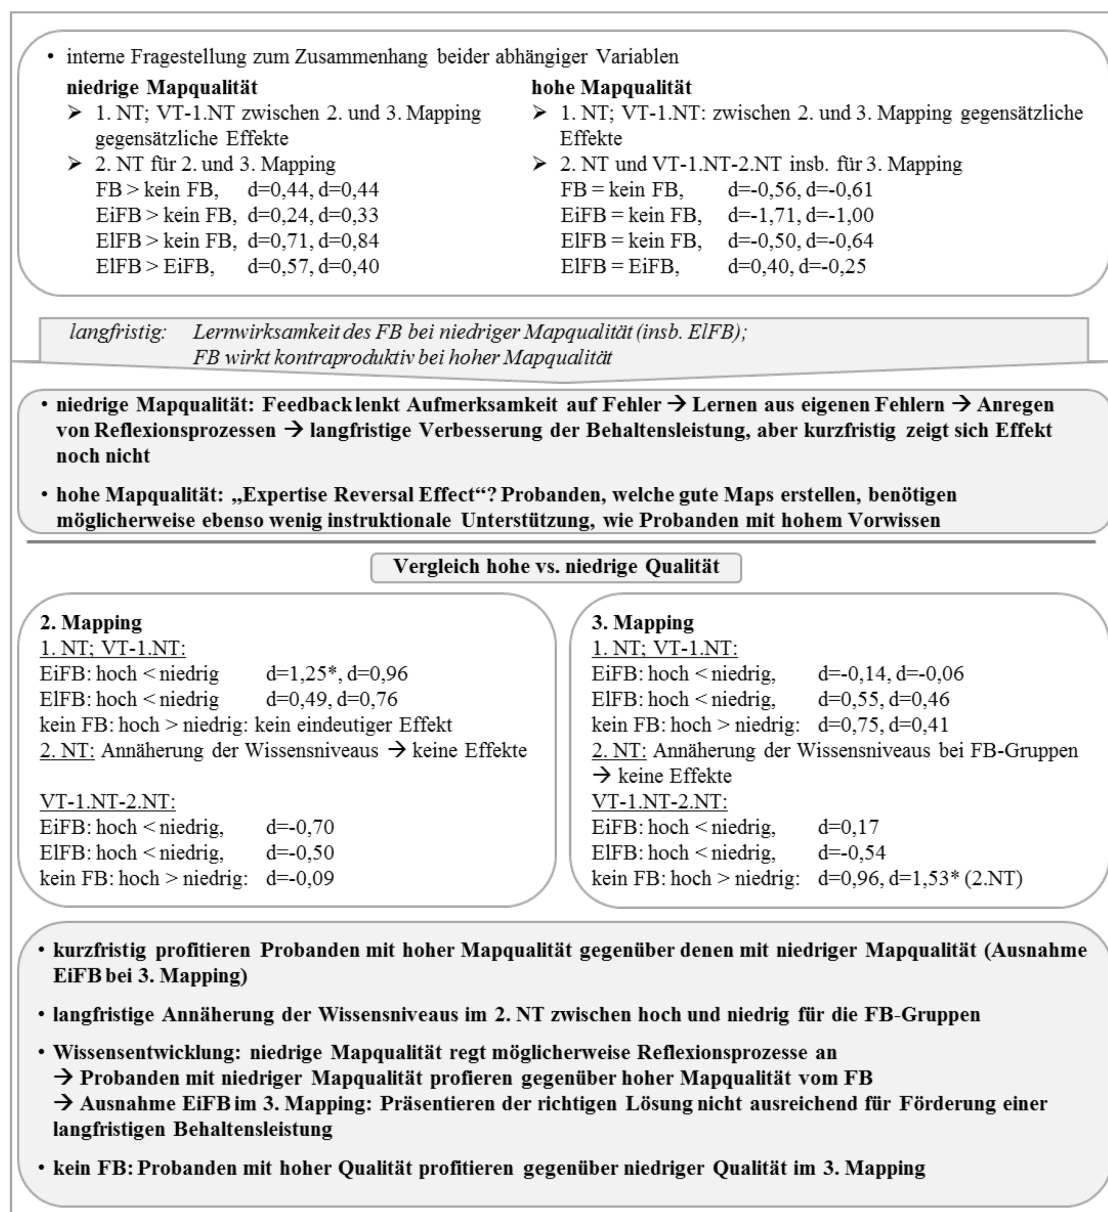 • interne Fragestellung zum Zusammenhang beider abhängiger Variablen
niedrige Mapqualität
➢ 1. NT; VT-1.NT zwischen 2. und 3. Mapping
gegensätzliche Effekte
➢ 2. NT für 2. und 3. Mapping
FB > kein FB, d=0,44, d=0,44
EiFB > kein FB, d=0,24, d=0,33
ElFB > kein FB, d=0,71, d=0,84
ElFB > EiFB, d=0,57, d=0,40
hohe Mapqualität
➢ 1. NT; VT-1.NT: zwischen 2. und 3. Mapping gegensätzliche
Effekte
➢ 2. NT und VT-1.NT-2.NT insb. für 3. Mapping
FB = kein FB, d=-0,56, d=-0,61
EiFB = kein FB, d=-1,71, d=-1,00
ElFB = kein FB, d=-0,50, d=-0,64
ElFB = EiFB, d=0,40, d=-0,25
langfristig: Lernwirksamkeit des FB bei niedriger Mapqualität (insb. ElFB);
FB wirkt kontraproduktiv bei hoher Mapqualität
• niedrige Mapqualität: Feedback lenkt Aufmerksamkeit auf Fehler → Lernen aus eigenen Fehlern → Anregen
von Reflexionsprozessen → langfristige Verbesserung der Behaltensleistung, aber kurzfristig zeigt sich Effekt
noch nicht
• hohe Mapqualität: „Expertise Reversal Effect“? Probanden, welche gute Maps erstellen, benötigen
möglicherweise ebenso wenig instruktionale Unterstützung, wie Probanden mit hohem Vorwissen
Vergleich hohe vs. niedrige Qualität
2. Mapping
1. NT; VT-1.NT:
EiFB: hoch < niedrig d=1,25*, d=0,96
ElFB: hoch < niedrig d=0,49, d=0,76
kein FB: hoch > niedrig: kein eindeutiger Effekt
2. NT: Annäherung der Wissensniveaus → keine Effekte
VT-1.NT-2.NT:
EiFB: hoch < niedrig, d=-0,70
ElFB: hoch < niedrig, d=-0,50
kein FB: hoch > niedrig: d=-0,09
3. Mapping
1. NT; VT-1.NT:
EiFB: hoch < niedrig, d=-0,14, d=-0,06
ElFB: hoch < niedrig, d=0,55, d=0,46
kein FB: hoch > niedrig: d=0,75, d=0,41
2. NT: Annäherung der Wissensniveaus bei FB-Gruppen
→ keine Effekte
VT-1.NT-2.NT:
EiFB: hoch < niedrig, d=0,17
ElFB: hoch < niedrig, d=-0,54
kein FB: hoch > niedrig: d=0,96, d=1,53* (2.NT)
• kurzfristig profitieren Probanden mit hoher Mapqualität gegenüber denen mit niedriger Mapqualität (Ausnahme
EiFB bei 3. Mapping)
• langfristige Annäherung der Wissensniveaus im 2. NT zwischen hoch und niedrig für die FB-Gruppen
• Wissensentwicklung: niedrige Mapqualität regt möglicherweise Reflexionsprozesse an
→ Probanden mit niedriger Mapqualität profieren gegenüber hoher Mapqualität vom FB
→ Ausnahme EiFB im 3. Mapping: Präsentieren der richtigen Lösung nicht ausreichend für Förderung einer
langfristigen Behaltensleistung
• kein FB: Probanden mit hoher Qualität profitieren gegenüber niedriger Qualität im 3. Mapping